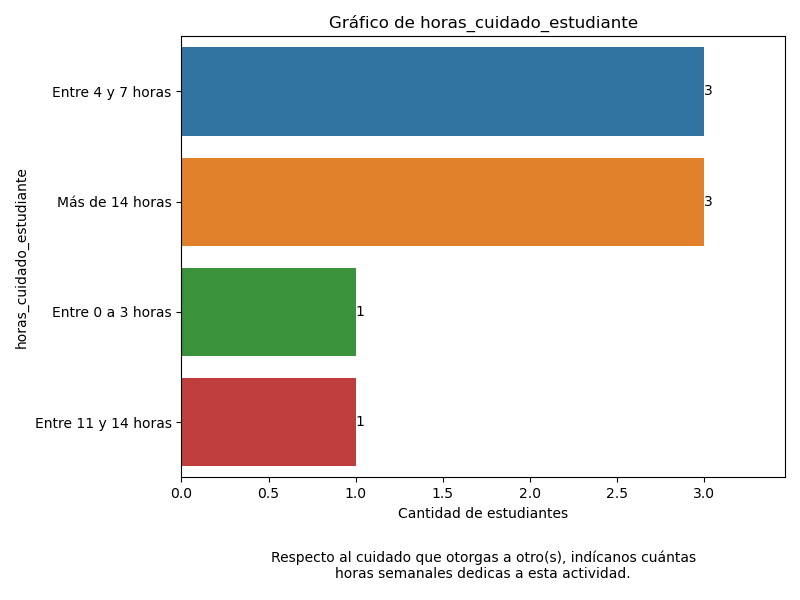 Gráfico de horas_cuidado_estudiante
horas_cuidado_estudiante
Entre 4 y 7 horas
3
Más de 14 horas
3
Entre 0 a 3 horas
1
Entre 11 y 14 horas
1
0.0 0.5 1.0 1.5 2.0 2.5 3.0
Cantidad de estudiantes
Respecto al cuidado que otorgas a otro(s), indícanos cuántas
horas semanales dedicas a esta actividad.